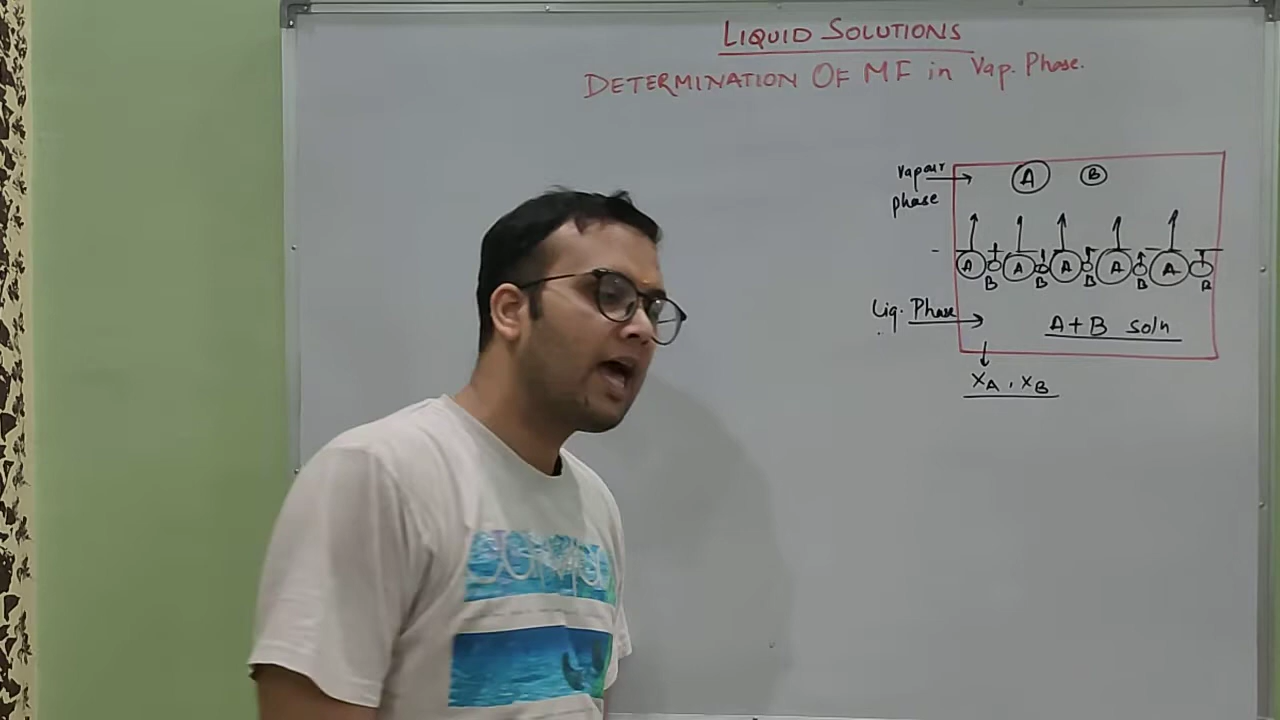 LIQUID SOLUTIONS
DETERMINATION OF MF in Vap. Phase.
Vapour phase
A B
A A A A A
B B B B B
Liq. Phase
A+B soln
XA, XB